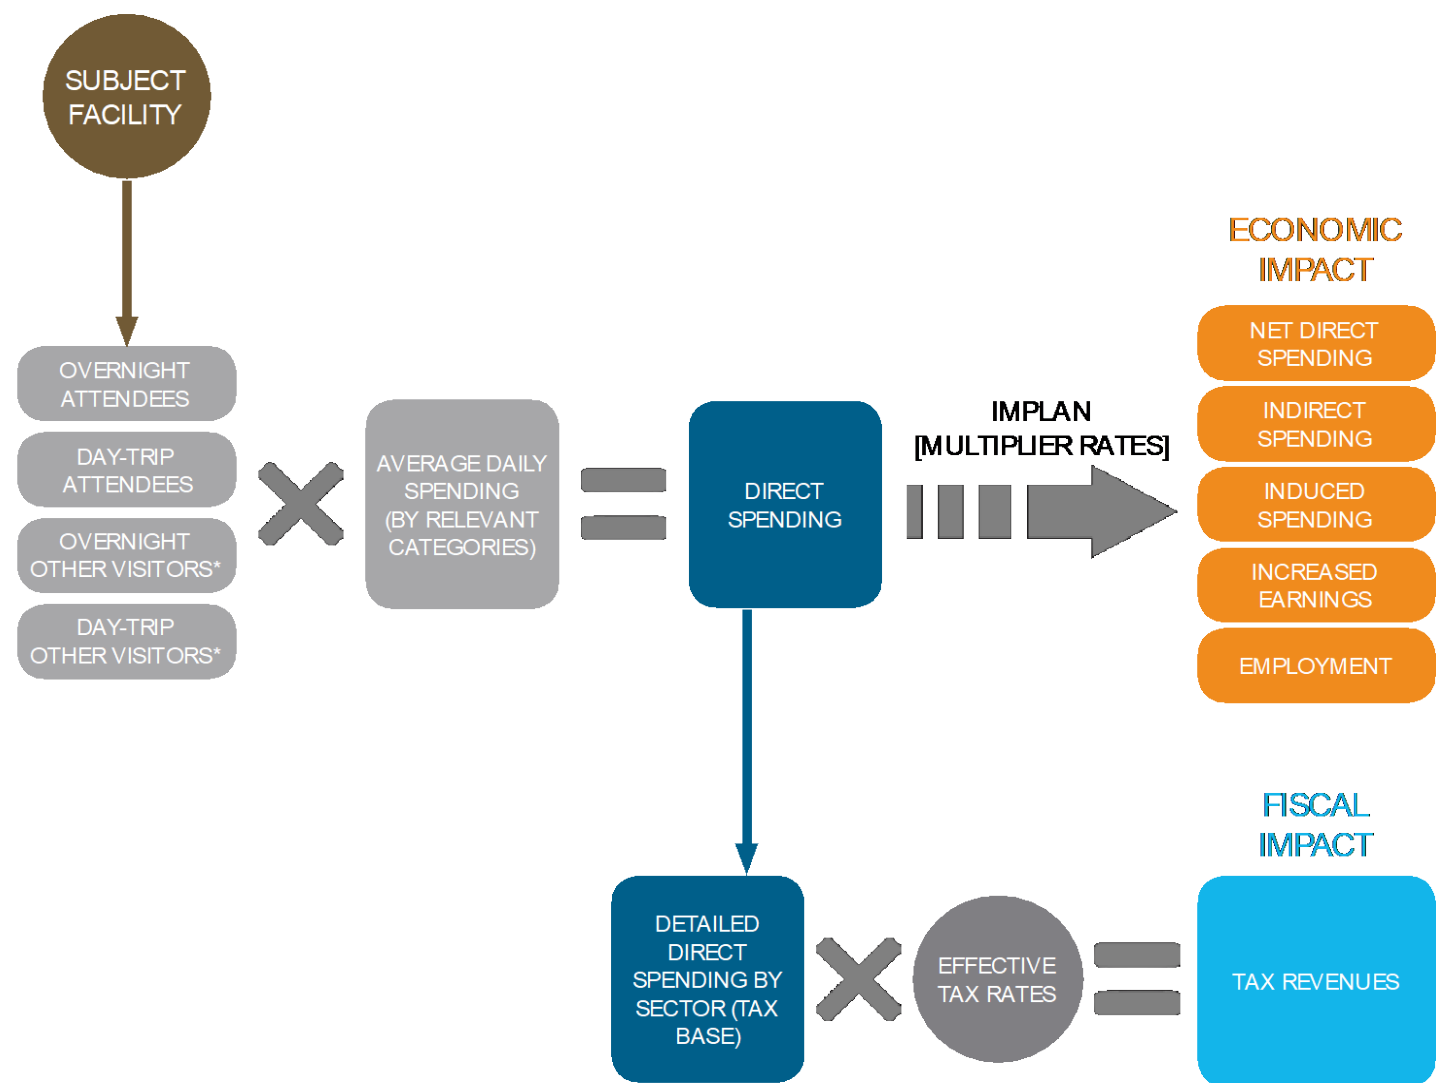 SUBJECT
FACILITY
OVERNIGHT
ATTENDEES
DAY-TRIP
ATTENDEES
OVERNIGHT
OTHER VISITORS*
DAY-TRIP
OTHER VISITORS*
AVERAGE DAILY
SPENDING
(BY RELEVANT
CATEGORIES)
DIRECT
SPENDING
IMPLAN
[MULTIPLIER RATES]
ECONOMIC
IMPACT
NET DIRECT
SPENDING
INDIRECT
SPENDING
INDUCED
SPENDING
INCREASED
EARNINGS
EMPLOYMENT
DETAILED
DIRECT
SPENDING BY
SECTOR (TAX
BASE)
EFFECTIVE
TAX RATES
FISCAL
IMPACT
TAX REVENUES